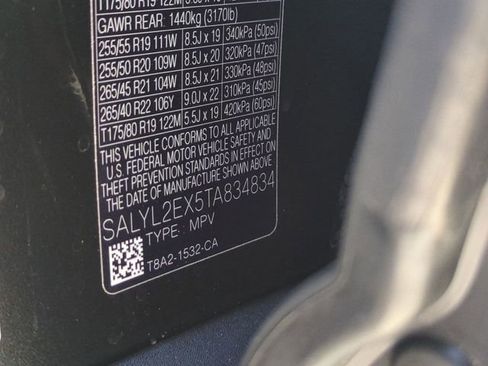 T175/80 R19 122M
GAWR REAR: 1440kg (3170lb)
255/55 R19 111W 8.5J x 19 340kPa (50psi)
255/50 R20 109W 8.5J x 20 320kPa (47psi)
265/45 R21 104W 8.5J x 21 330kPa (48psi)
265/40 R22 106Y 9.0J x 22 310kPa (45psi)
T175/80 R19 122M 5.5J x 19 420kPa (60psi)
THIS VEHICLE CONFORMS TO ALL APPLICABLE
U.S. FEDERAL MOTOR VEHICLE SAFETY AND
THEFT PREVENTION STANDARDS IN EFFECT ON
THE DATE OF MANUFACTURE SHOWN ABOVE
SALYL2EX5TA834834
TYPE: MPV
T8A2-1532-CA